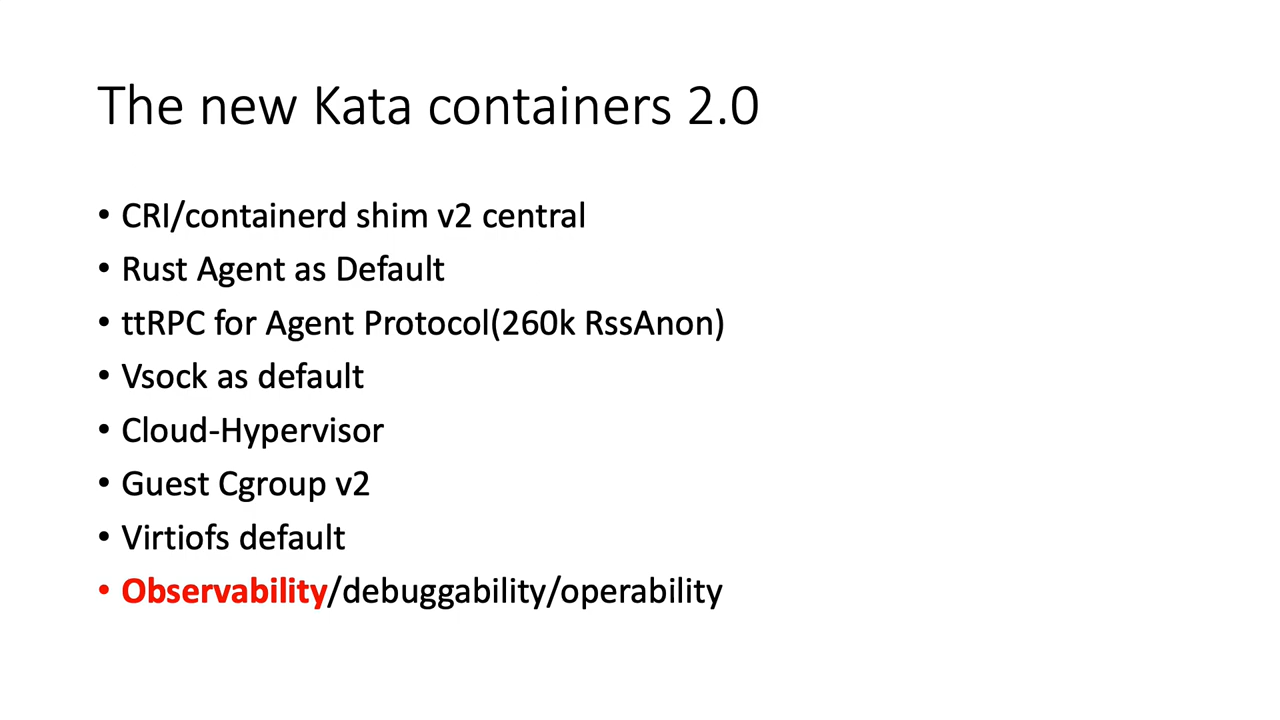 The new Kata containers 2.0
• CRI/containerd shim v2 central
• Rust Agent as Default
• ttRPC for Agent Protocol(260k RssAnon)
• Vsock as default
• Cloud-Hypervisor
• Guest Cgroup v2
• Virtiofs default
• Observability/debuggability/operability